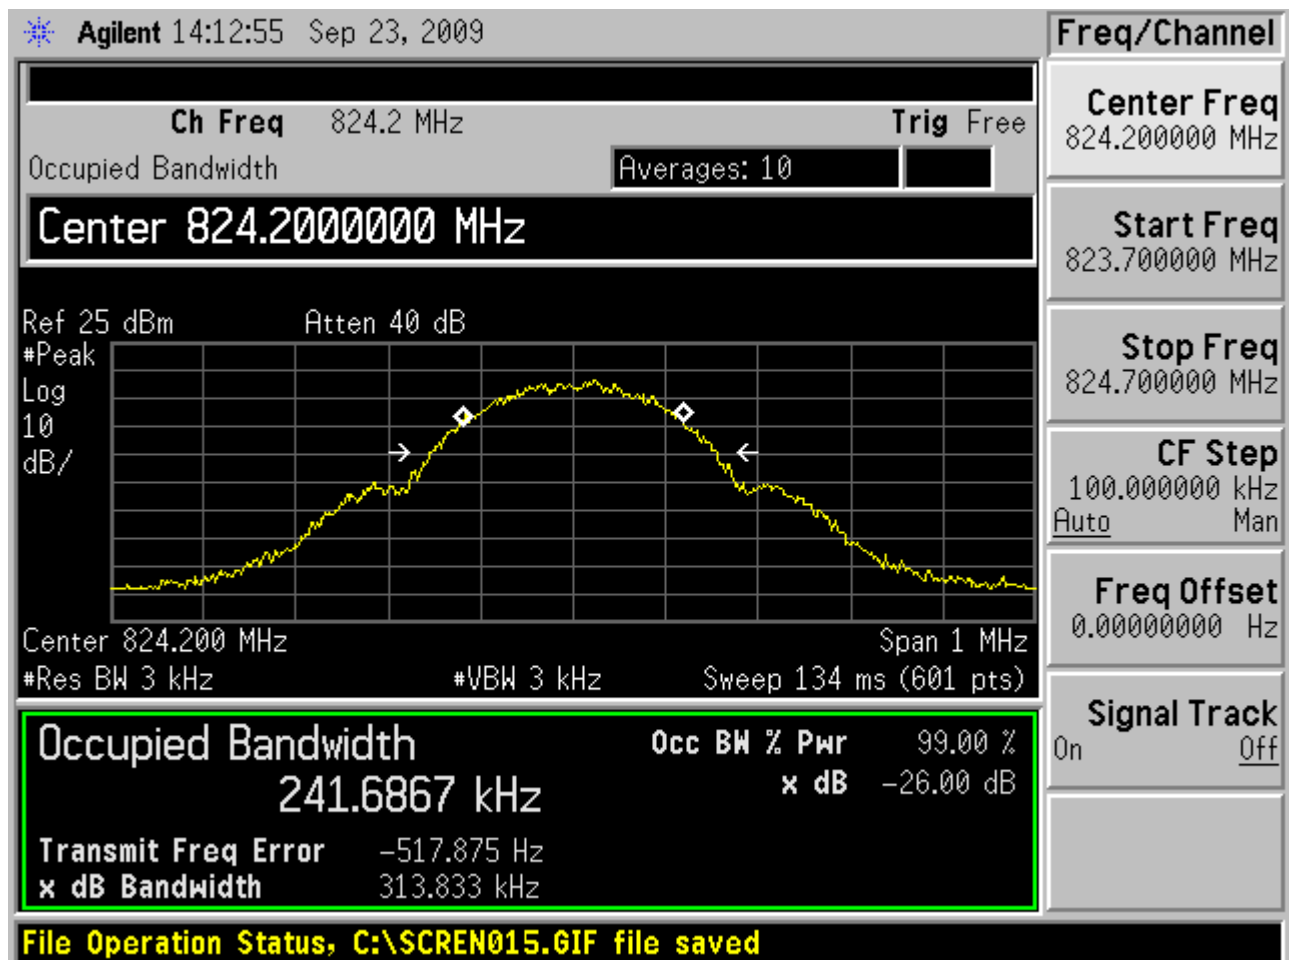 Agilent 14:12:55 Sep 23, 2009
Freq/Channel
Ch Freq 824.2 MHz Trig Free
Occupied Bandwidth Averages: 10
Center 824.2000000 MHz
Ref 25 dBm Atten 40 dB
#Peak
Log
10
dB/
Center 824.200 MHz Span 1 MHz
#Res BW 3 kHz #VBW 3 kHz Sweep 134 ms (601 pts)
Occupied Bandwidth Occ BW % Pwr 99.00 %
241.6867 kHz x dB -26.00 dB
Transmit Freq Error -517.875 Hz
x dB Bandwidth 313.833 kHz
File Operation Status, C:\SCREN015.GIF file saved
Center Freq
824.200000 MHz
Start Freq
823.700000 MHz
Stop Freq
824.700000 MHz
CF Step
100.000000 kHz
Auto Man
Freq Offset
0.00000000 Hz
Signal Track
On Off